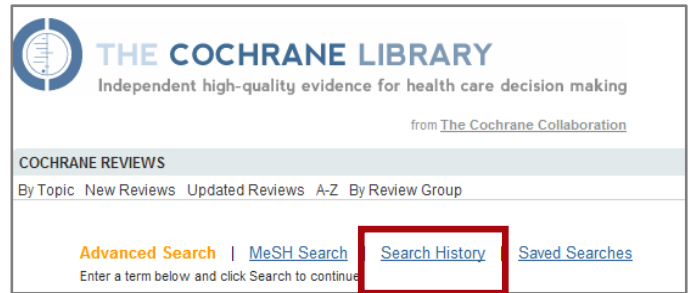 THE COCHRANE LIBRARY
Independent high-quality evidence for health care decision making
from The Cochrane Collaboration
COCHRANE REVIEWS
By Topic New Reviews Updated Reviews A-Z By Review Group
Advanced Search | MeSH Search | Search History | Saved Searches
Enter a term below and click Search to continue